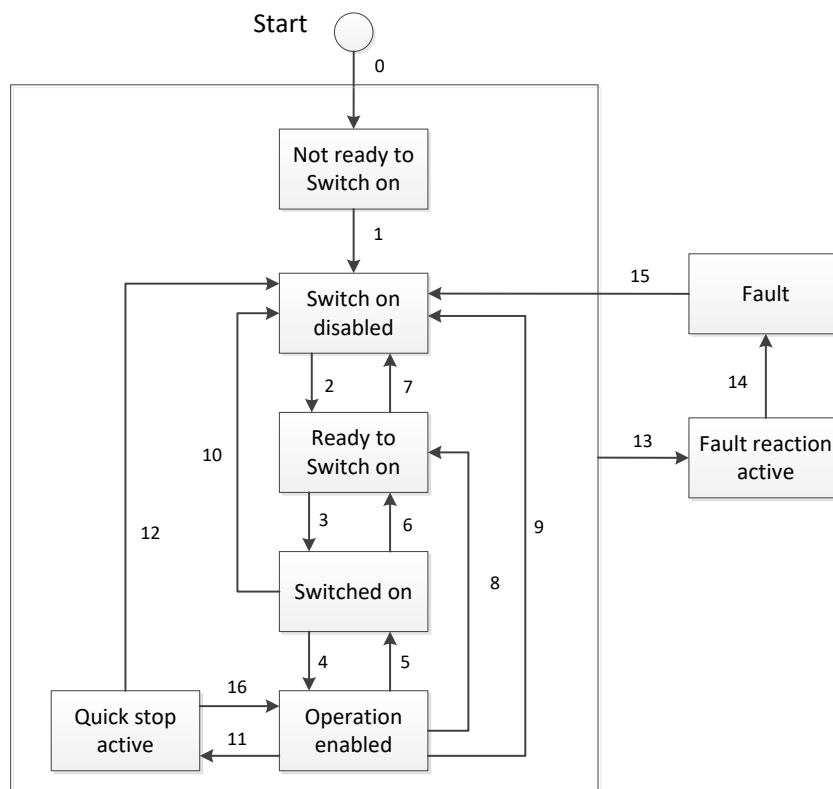 Start
0
Not ready to
Switch on
1
Switch on
disabled
15
Fault
2
7
14
Ready to
Switch on
10
13
Fault reaction
active
3
6
12
9
Switched on
8
4
5
16
Quick stop
active
Operation
enabled
11